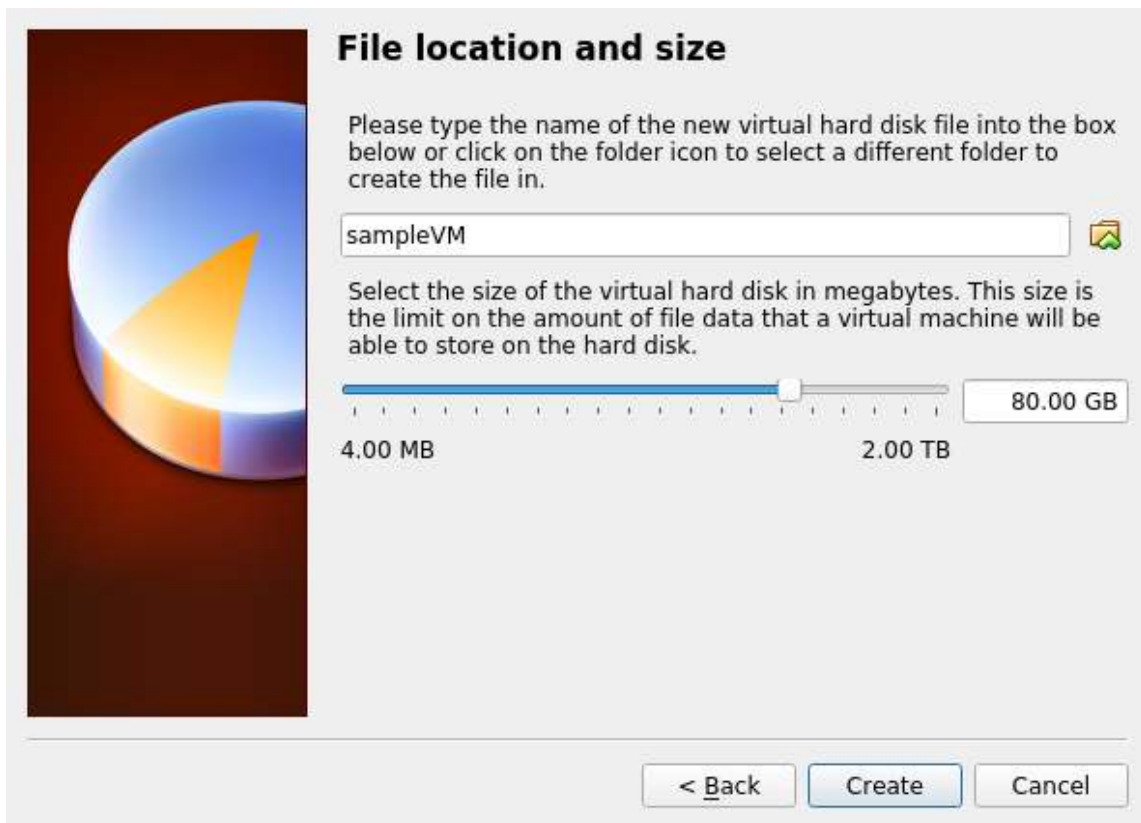 File location and size
Please type the name of the new virtual hard disk file into the box
below or click on the folder icon to select a different folder to
create the file in.
sampleVM
Select the size of the virtual hard disk in megabytes. This size is
the limit on the amount of file data that a virtual machine will be
able to store on the hard disk.
80.00 GB
4.00 MB 2.00 TB
< Back Create Cancel